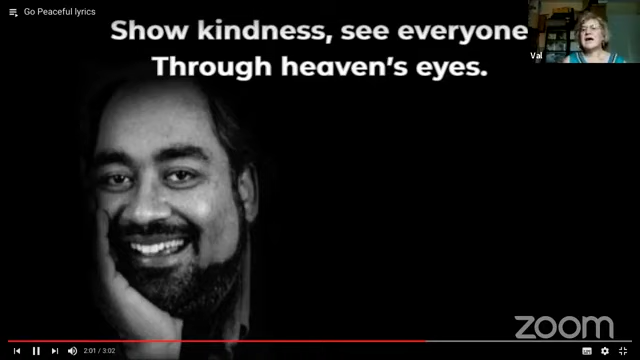 Go Peaceful lyrics
Show kindness, see everyone
Through heaven's eyes.
Val
zoom
2:01 / 3:02